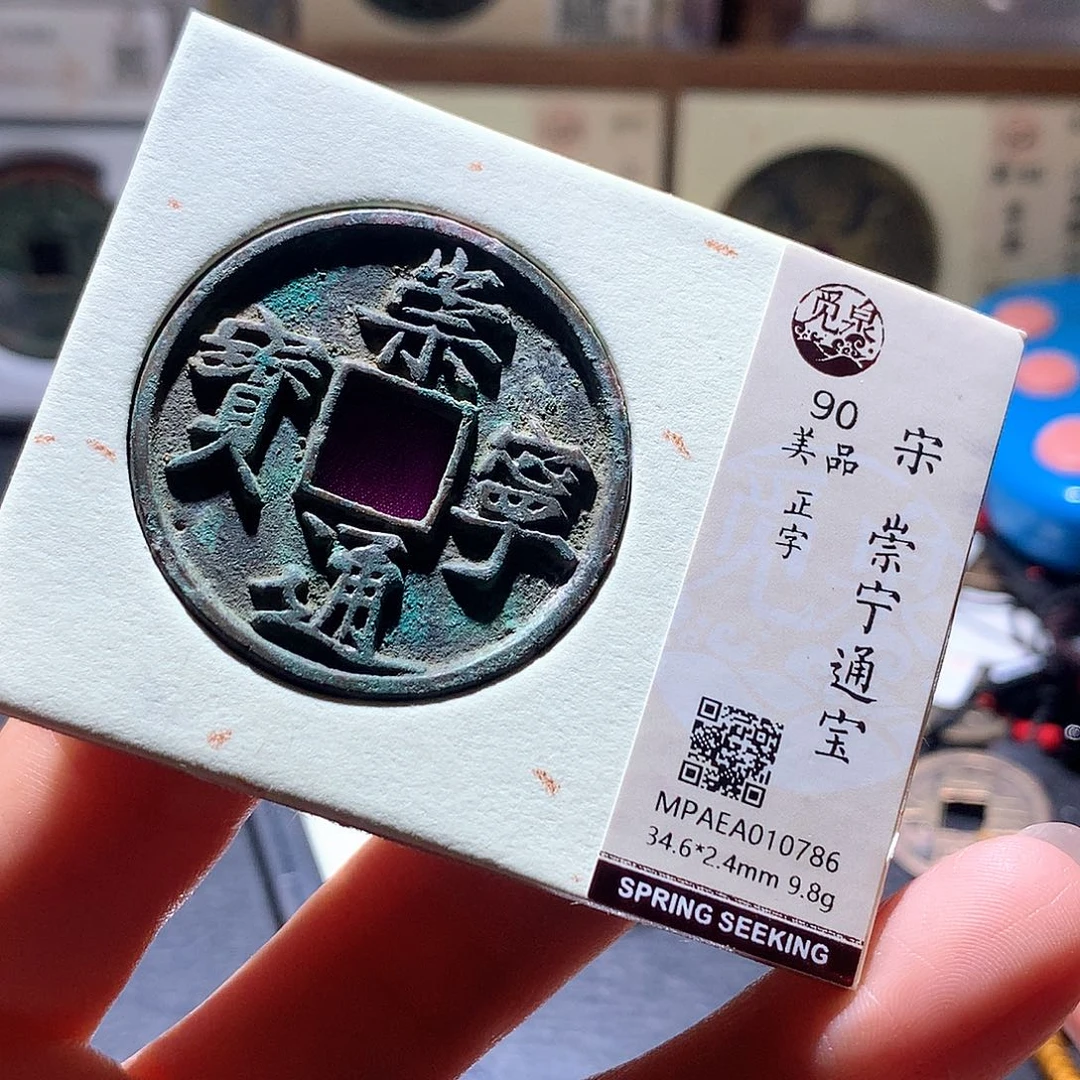 崇寧通寳
觅泉
90
美品
正字
宋 崇宁通宝
MPAEA010786
34.6*2.4mm 9.8g
SPRING SEEKING